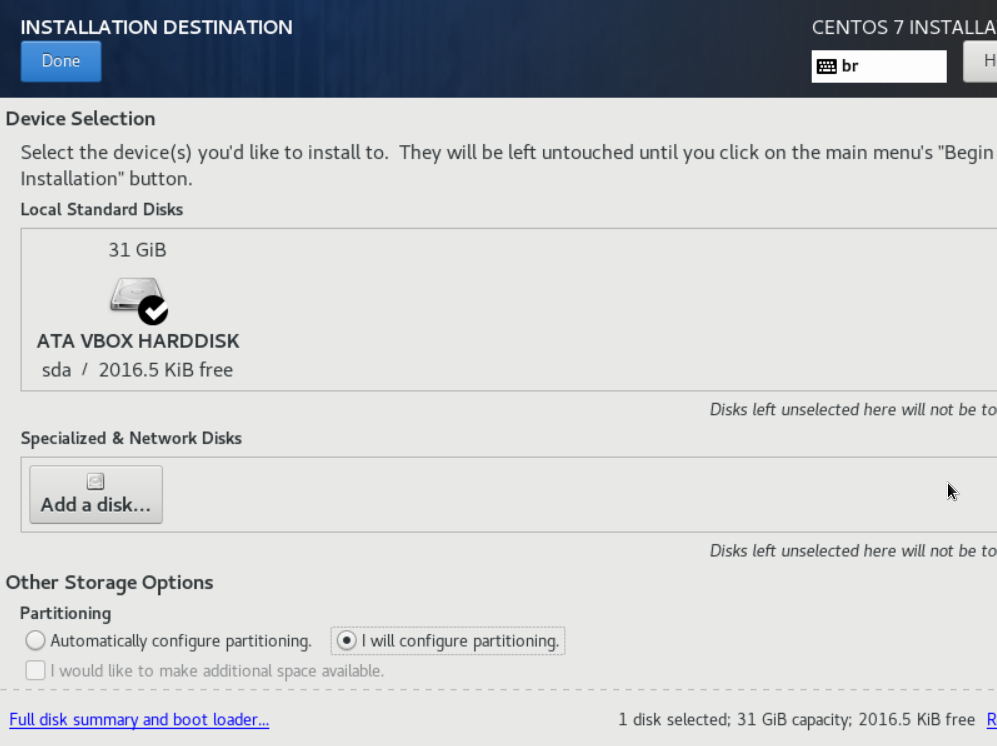 INSTALLATION DESTINATION
CENTOS 7 INSTALLA
Done
br
H
Device Selection
Select the device(s) you'd like to install to.  They will be left untouched until you click on the main menu's "Begin
Installation" button.
Local Standard Disks
31 GiB
ATA VBOX HARDDISK
sda / 2016.5 KiB free
Disks left unselected here will not be to
Specialized & Network Disks
Add a disk...
Disks left unselected here will not be to
Other Storage Options
Partitioning
Automatically configure partitioning.
I will configure partitioning.
I would like to make additional space available.
Full disk summary and boot loader...
1 disk selected; 31 GiB capacity; 2016.5 KiB free
R